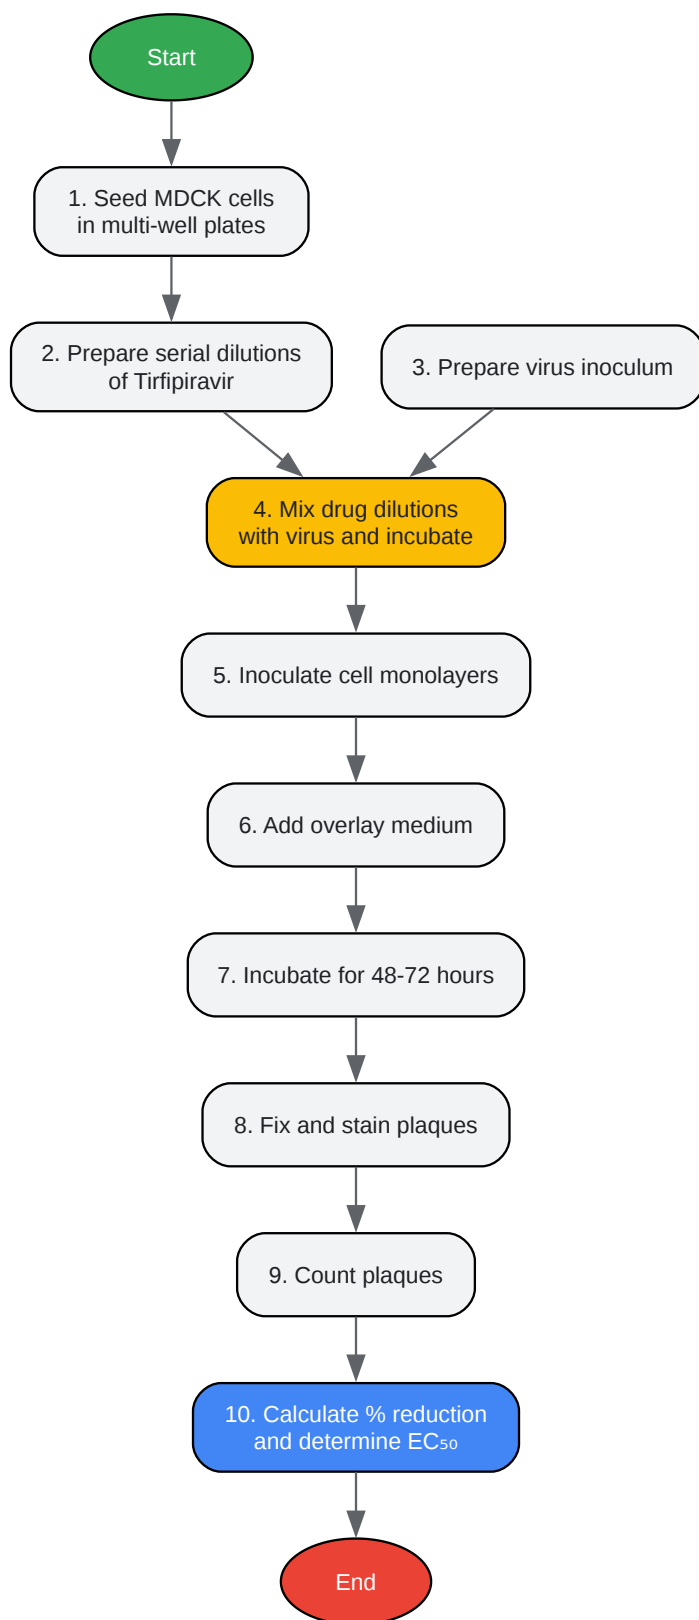 Start
1. Seed MDCK cells
in multi-well plates
2. Prepare serial dilutions
of Tirfipiravir
3. Prepare virus inoculum
4. Mix drug dilutions
with virus and incubate
5. Inoculate cell monolayers
6. Add overlay medium
7. Incubate for 48-72 hours
8. Fix and stain plaques
9. Count plaques
10. Calculate % reduction
and determine EC₅₀
End